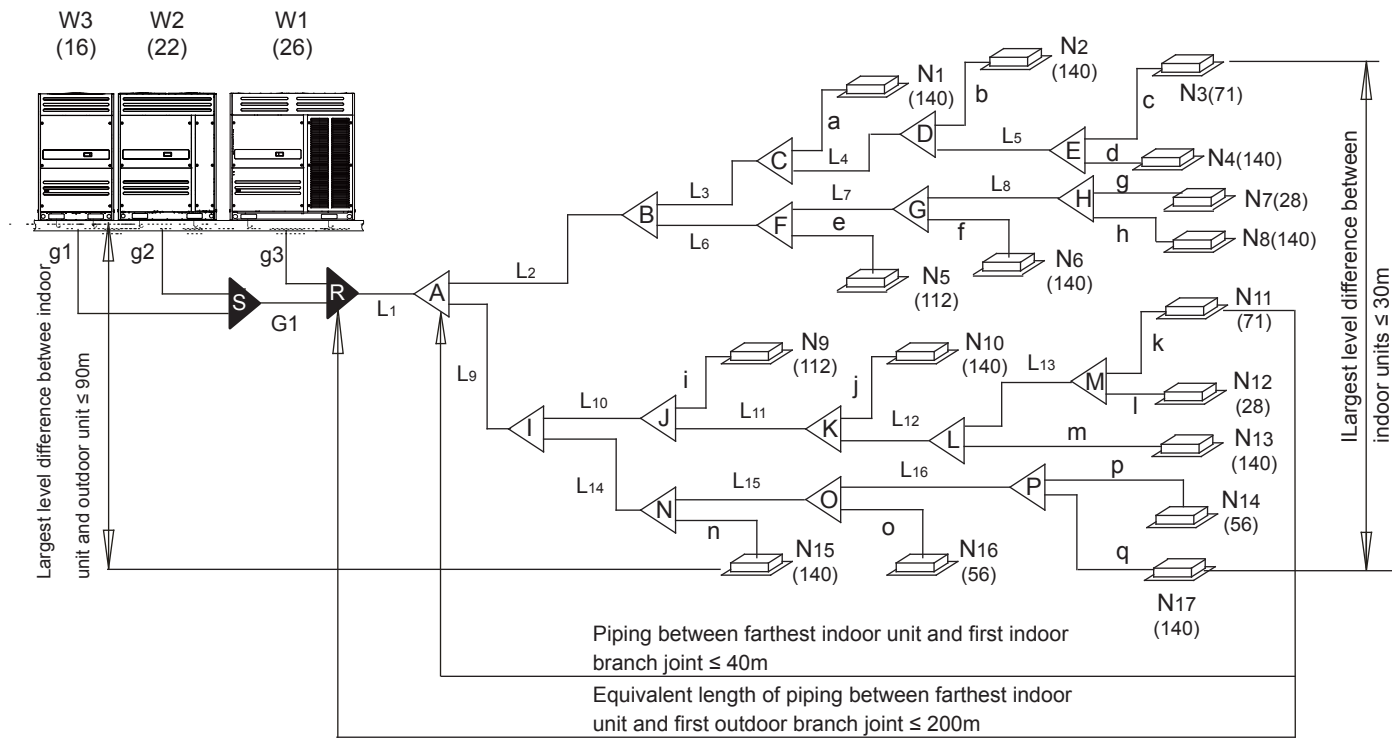 W3
(16)
W2
(22)
W1
(26)
g1
g2
g3
S
G1
R
L1
A
L2
B
L3
C
a
N1
(140)
L4
D
b
N2
(140)
L5
E
c
N3(71)
d
N4(140)
L6
F
L7
e
N5
(112)
G
L8
f
N6
(140)
H
g
N7(28)
h
N8(140)
L9
I
L10
J
i
N9
(112)
L11
K
j
N10
(140)
L12
L
L13
M
k
N11
(71)
l
N12
(28)
m
N13
(140)
L14
N
L15
n
N15
(140)
O
L16
o
N16
(56)
P
p
N14
(56)
q
N17
(140)
Largest level difference betwee indoor
unit and outdoor unit ≤ 90m
ILargest level difference between
indoor units ≤ 30m
Piping between farthest indoor unit and first indoor
branch joint ≤ 40m
Equivalent length of piping between farthest indoor
unit and first outdoor branch joint ≤ 200m